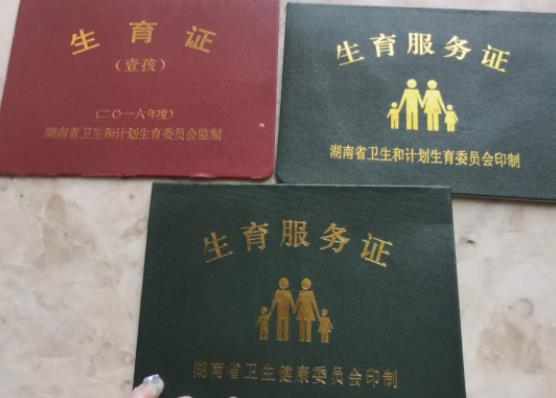 生育证
(壹孩)
(二〇一六年度)
湖南省卫生和计划生育委员会监制
生育服务证
湖南省卫生和计划生育委员会印制
生育服务证
湖南省卫生健康委员会印制